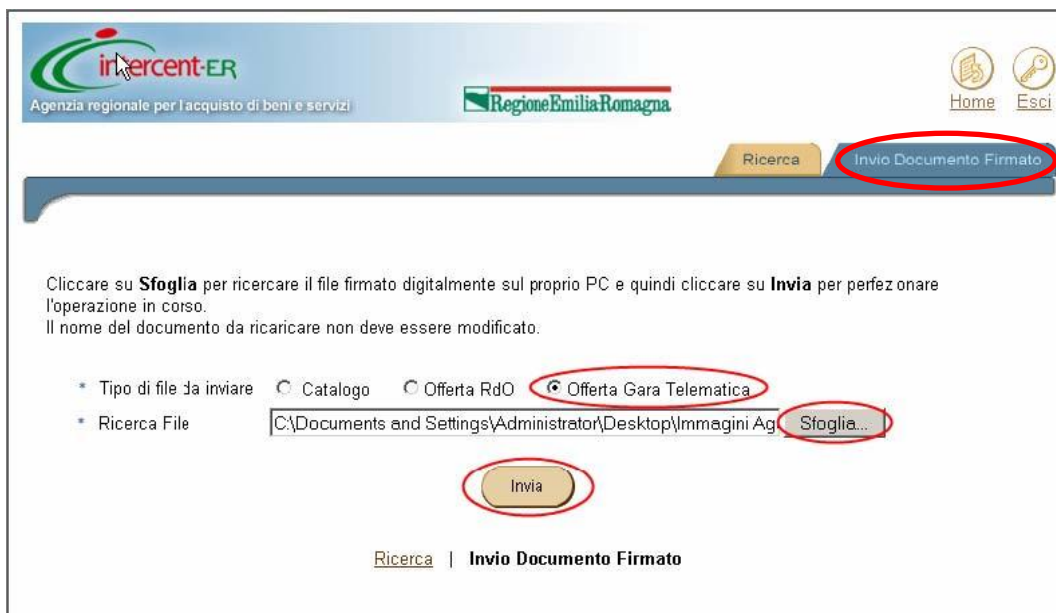 intercent-ER
Agenzia regionale per l'acquisto di beni e servizi
RegioneEmiliaRomagna
Home
Esci
Ricerca
Invio Documento Firmato
Cliccare su Sfoglia per ricercare il file firmato digitalmente sul proprio PC e quindi cliccare su Invia per perfezionare
l'operazione in corso.
Il nome del documento da ricaricare non deve essere modificato.
* Tipo di file da inviare Catalogo Offerta RdO Offerta Gara Telematica
* Ricerca File C:\Documents and Settings\Administrator\Desktop\Immagini Ag Sfoglia...
Invia
Ricerca | Invio Documento Firmato